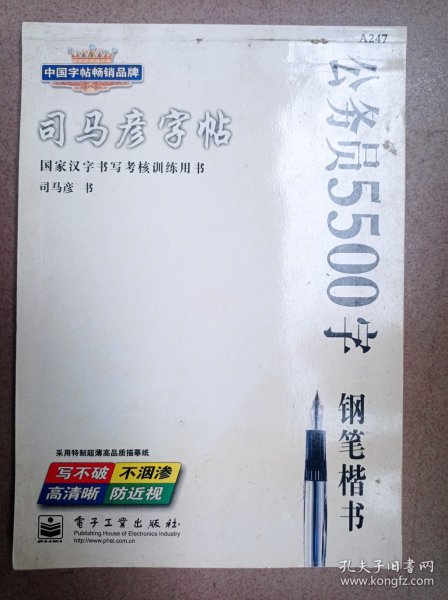 A247
中国字帖畅销品牌
司马彦字帖
国家汉字书写考核训练用书
司马彦 书
公务员5500字
钢笔楷书
采用特制超薄高品质描摹纸
写不破 不洇渗
高清晰 防近视
PHEI
電子工業出版社
Publishing House of Electronics Industry
http://www.phei.com.cn
孔夫子旧书网
www.kongfz.com